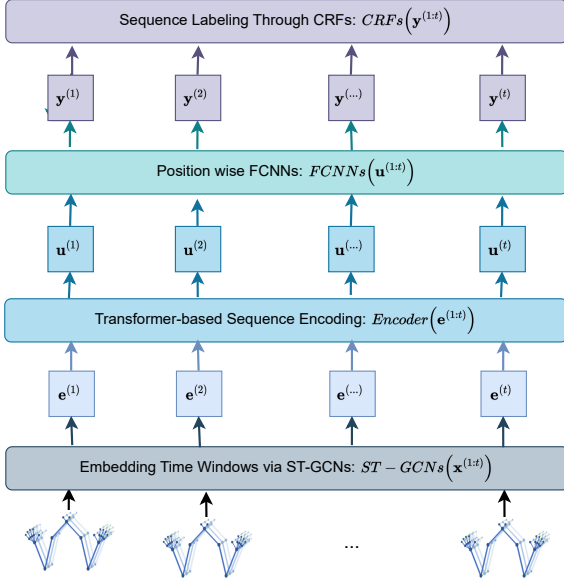 Sequence Labeling Through CRFs: CRFs(y^(1:t))
y^(1) y^(2) y^(...) y^(t)
Position wise FCNNs: FCNNs(u^(1:t))
u^(1) u^(2) u^(...) u^(t)
Transformer-based Sequence Encoding: Encoder(e^(1:t))
e^(1) e^(2) e^(...) e^(t)
Embedding Time Windows via ST-GCNs: ST − GCNs(x^(1:t))
...